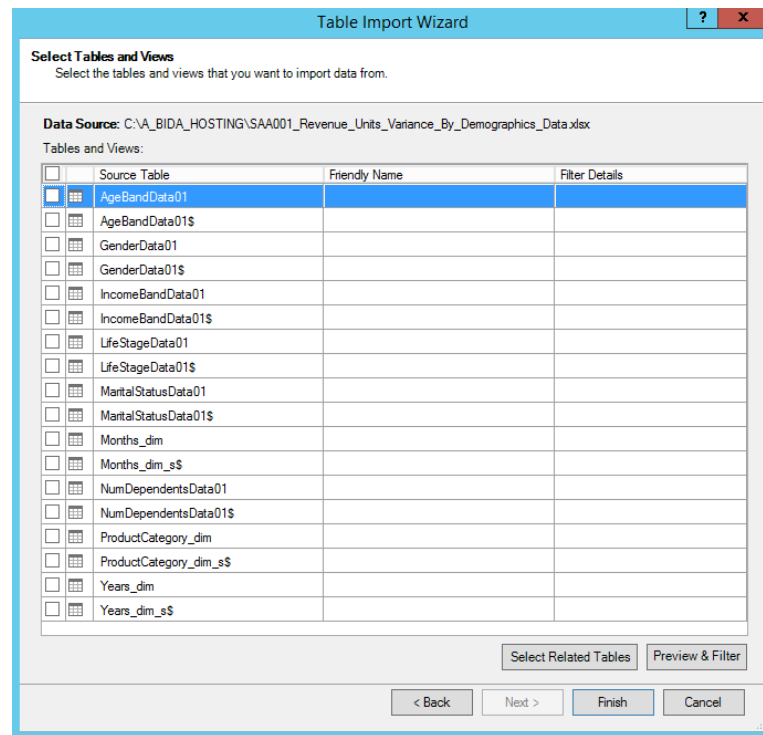 Table Import Wizard
? x
Select Tables and Views
Select the tables and views that you want to import data from.
Data Source: C:\A_BIDA_HOSTING\SAA001_Revenue_Units_Variance_By_Demographics_Data.xlsx
Tables and Views:
Source Table Friendly Name Filter Details
AgeBandData01
AgeBandData01$
GenderData01
GenderData01$
IncomeBandData01
IncomeBandData01$
LifeStageData01
LifeStageData01$
MaritalStatusData01
MaritalStatusData01$
Months_dim
Months_dim_s$
NumDependentsData01
NumDependentsData01$
ProductCategory_dim
ProductCategory_dim_s$
Years_dim
Years_dim_s$
Select Related Tables Preview & Filter
< Back Next > Finish Cancel